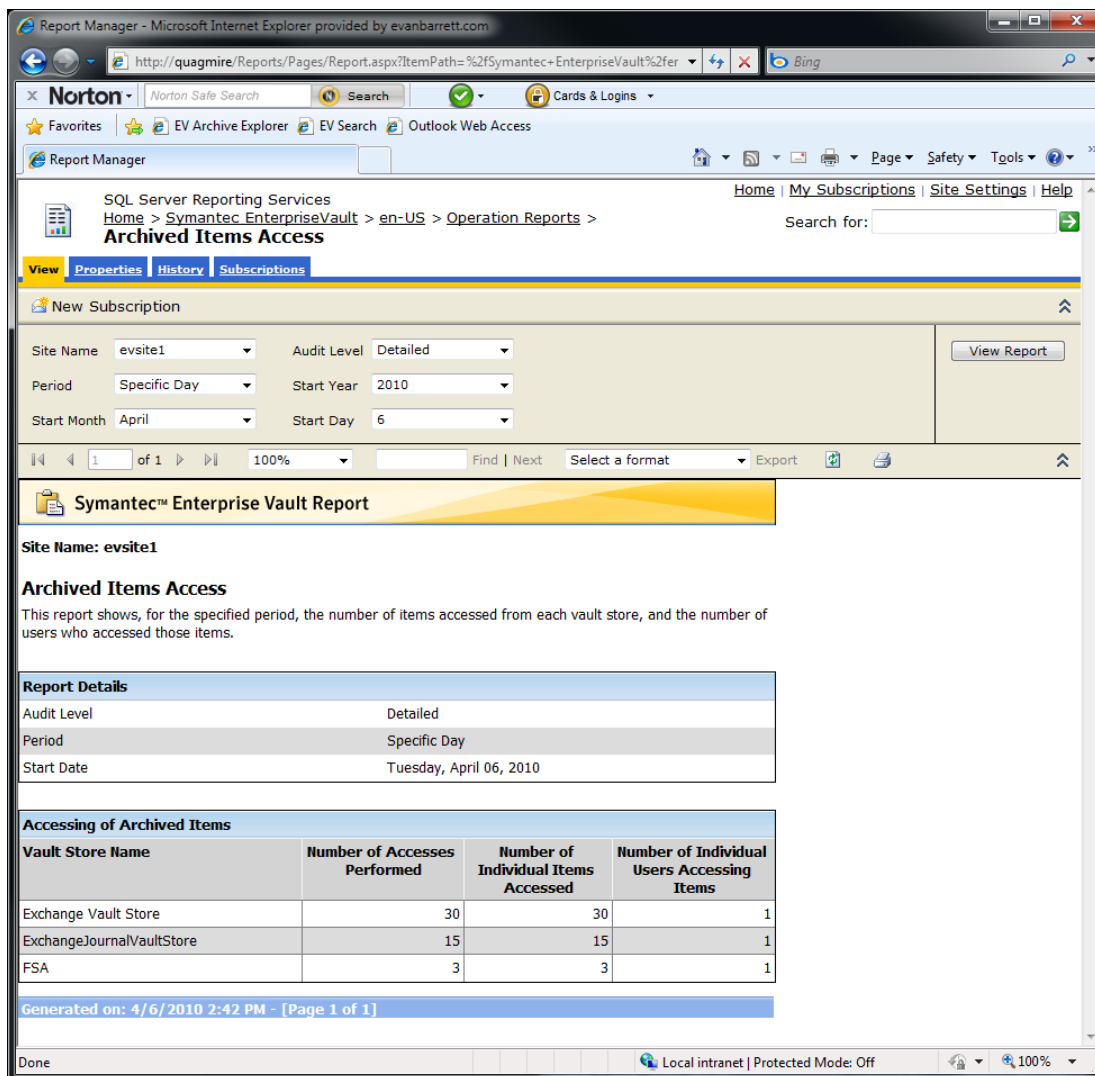 Report Manager - Microsoft Internet Explorer provided by evanbarrett.com
http://quagmire/Reports/Pages/Report.aspx?ItemPath=%2fSymantec+EnterpriseVault%2fer
Bing
x Norton Norton Safe Search Search Cards & Logins
Favorites EV Archive Explorer EV Search Outlook Web Access
Report Manager Page Safety Tools
Home | My Subscriptions | Site Settings | Help
SQL Server Reporting Services
Home > Symantec EnterpriseVault > en-US > Operation Reports >
Search for:
Archived Items Access
View Properties History Subscriptions
New Subscription
Site Name evsite1 Audit Level Detailed View Report
Period Specific Day Start Year 2010
Start Month April Start Day 6
1 of 1 100% Find | Next Select a format Export
Symantec™ Enterprise Vault Report
Site Name: evsite1
Archived Items Access
This report shows, for the specified period, the number of items accessed from each vault store, and the number of
users who accessed those items.
Report Details
Audit Level Detailed
Period Specific Day
Start Date Tuesday, April 06, 2010
Accessing of Archived Items
Vault Store Name Number of Accesses Performed Number of Individual Items Accessed Number of Individual Users Accessing Items
Exchange Vault Store 30 30 1
ExchangeJournalVaultStore 15 15 1
FSA 3 3 1
Generated on: 4/6/2010 2:42 PM - [Page 1 of 1]
Done Local intranet | Protected Mode: Off 100%